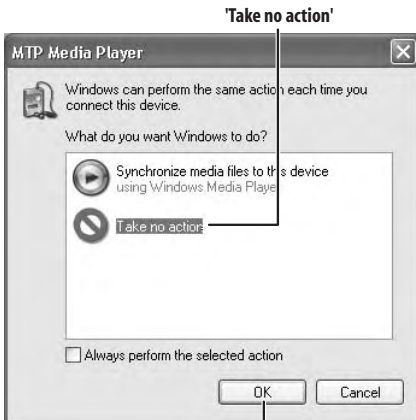 'Take no action'
MTP Media Player
Windows can perform the same action each time you
connect this device.
What do you want Windows to do?
Synchronize media files to this device
using Windows Media Player
Take no action
Always perform the selected action
OK
Cancel